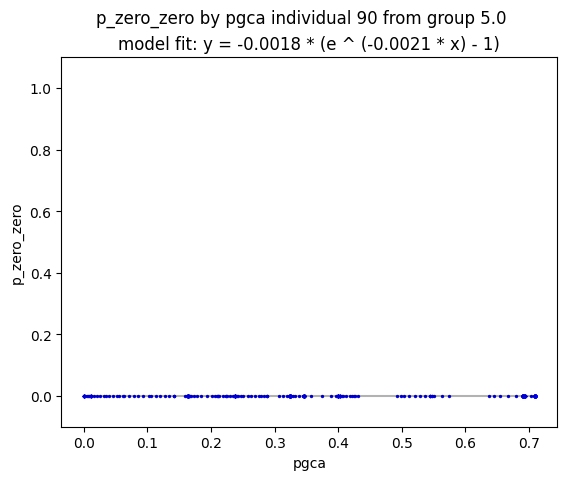 p_zero_zero by pgca individual 90 from group 5.0
model fit: y = -0.0018 * (e ^ (-0.0021 * x) - 1)
1.0
0.8
0.6
0.4
0.2
0.0
p_zero_zero
0.0 0.1 0.2 0.3 0.4 0.5 0.6 0.7
pgca